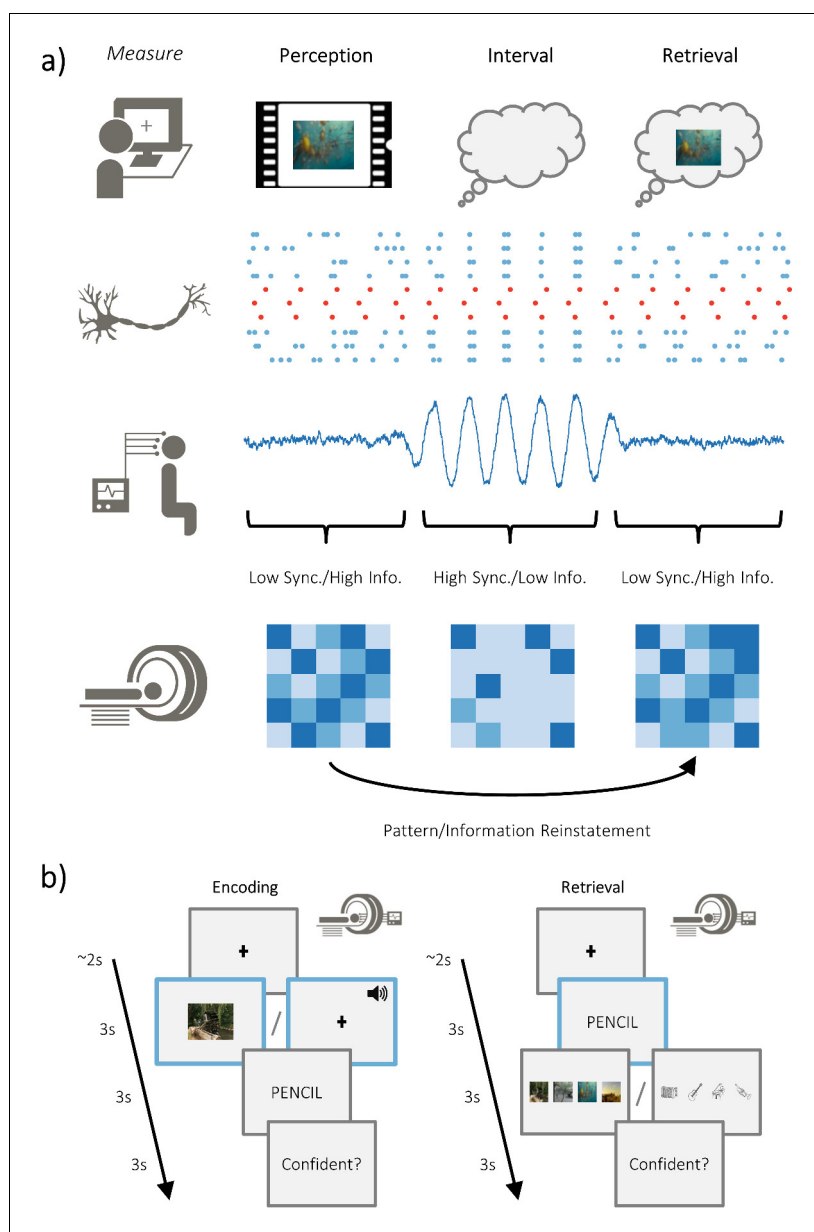 a)
Measure
Perception
Interval
Retrieval
Low Sync./High Info.
High Sync./Low Info.
Low Sync./High Info.
Pattern/Information Reinstatement
b)
Encoding
~2s
3s
/
3s
PENCIL
3s
Confident?
Retrieval
~2s
3s
PENCIL
3s
/
3s
Confident?